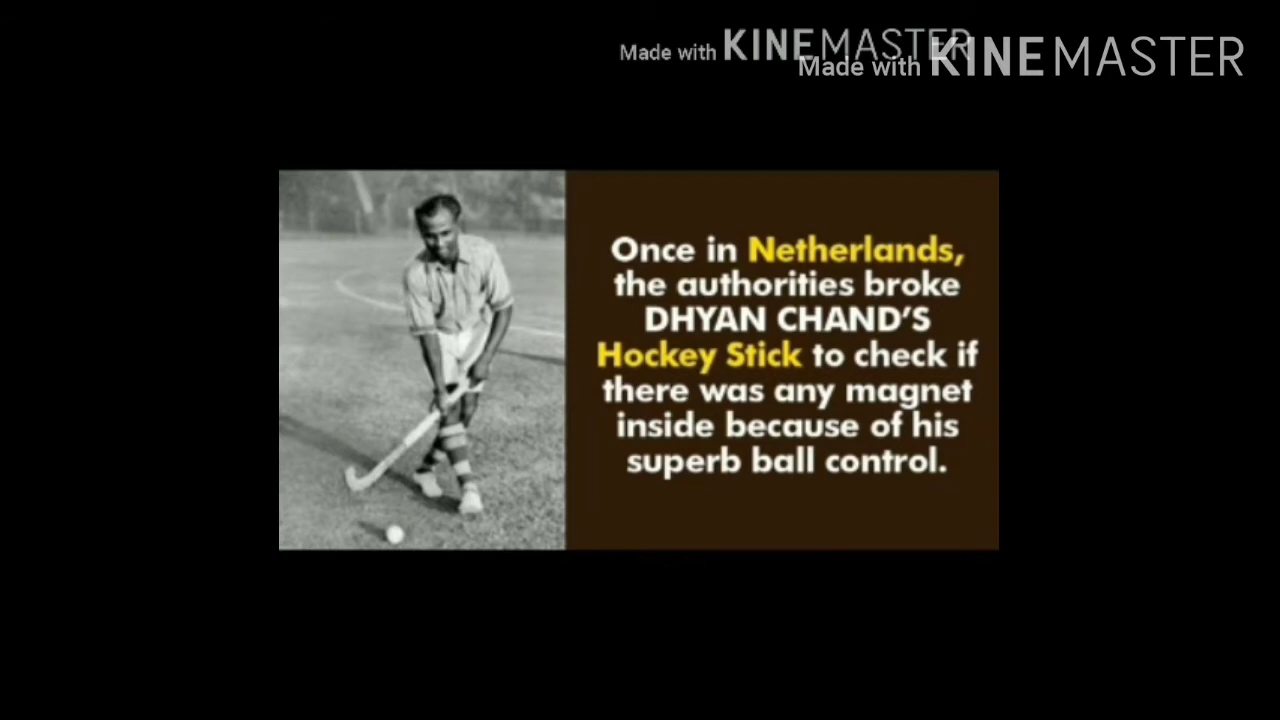 Made with KINEMASTER
Made with KINEMASTER
Once in Netherlands,
the authorities broke
DHYAN CHAND'S
Hockey Stick to check if
there was any magnet
inside because of his
superb ball control.